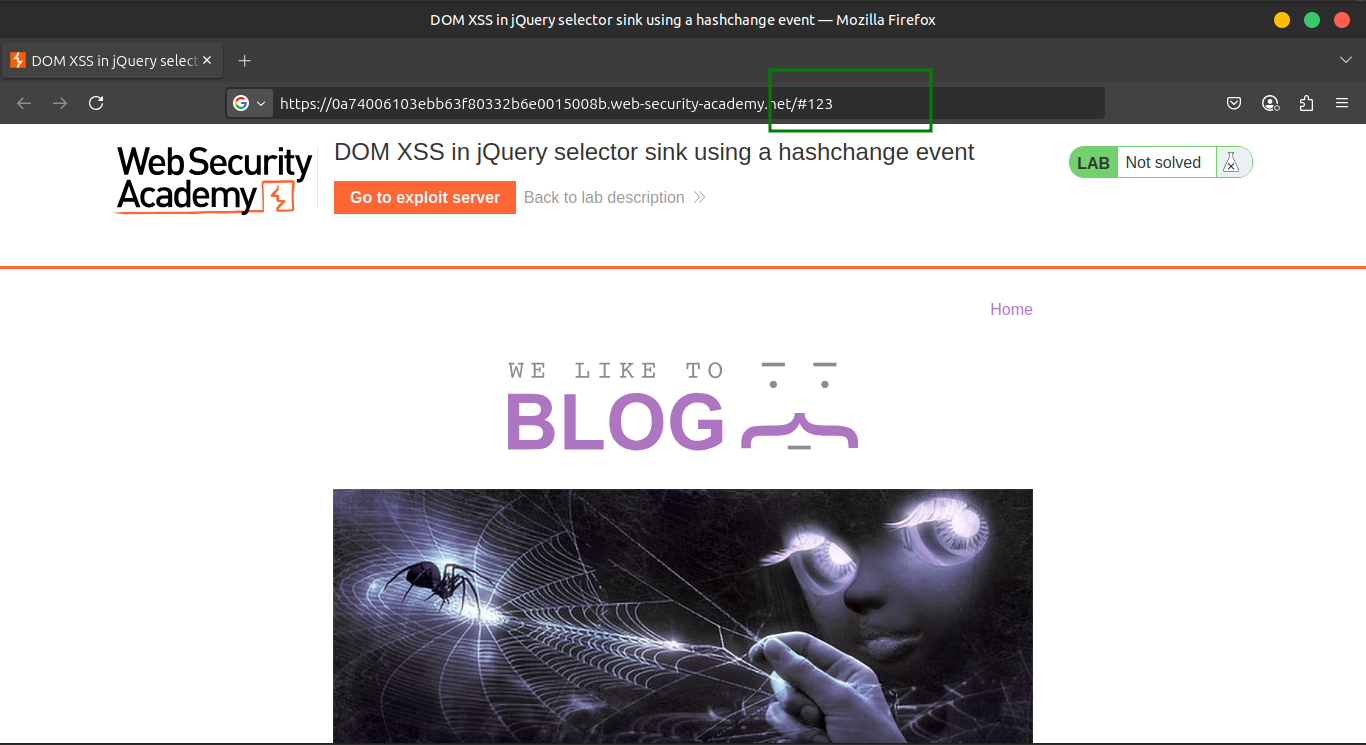 DOM XSS in jQuery selector sink using a hashchange event — Mozilla Firefox
DOM XSS in jQuery select
https://0a74006103ebb63f80332b6e0015008b.web-security-academy.net/#123
Web Security
Academy
DOM XSS in jQuery selector sink using a hashchange event
Go to exploit server
Back to lab description
LAB
Not solved
Home
WE LIKE TO
BLOG